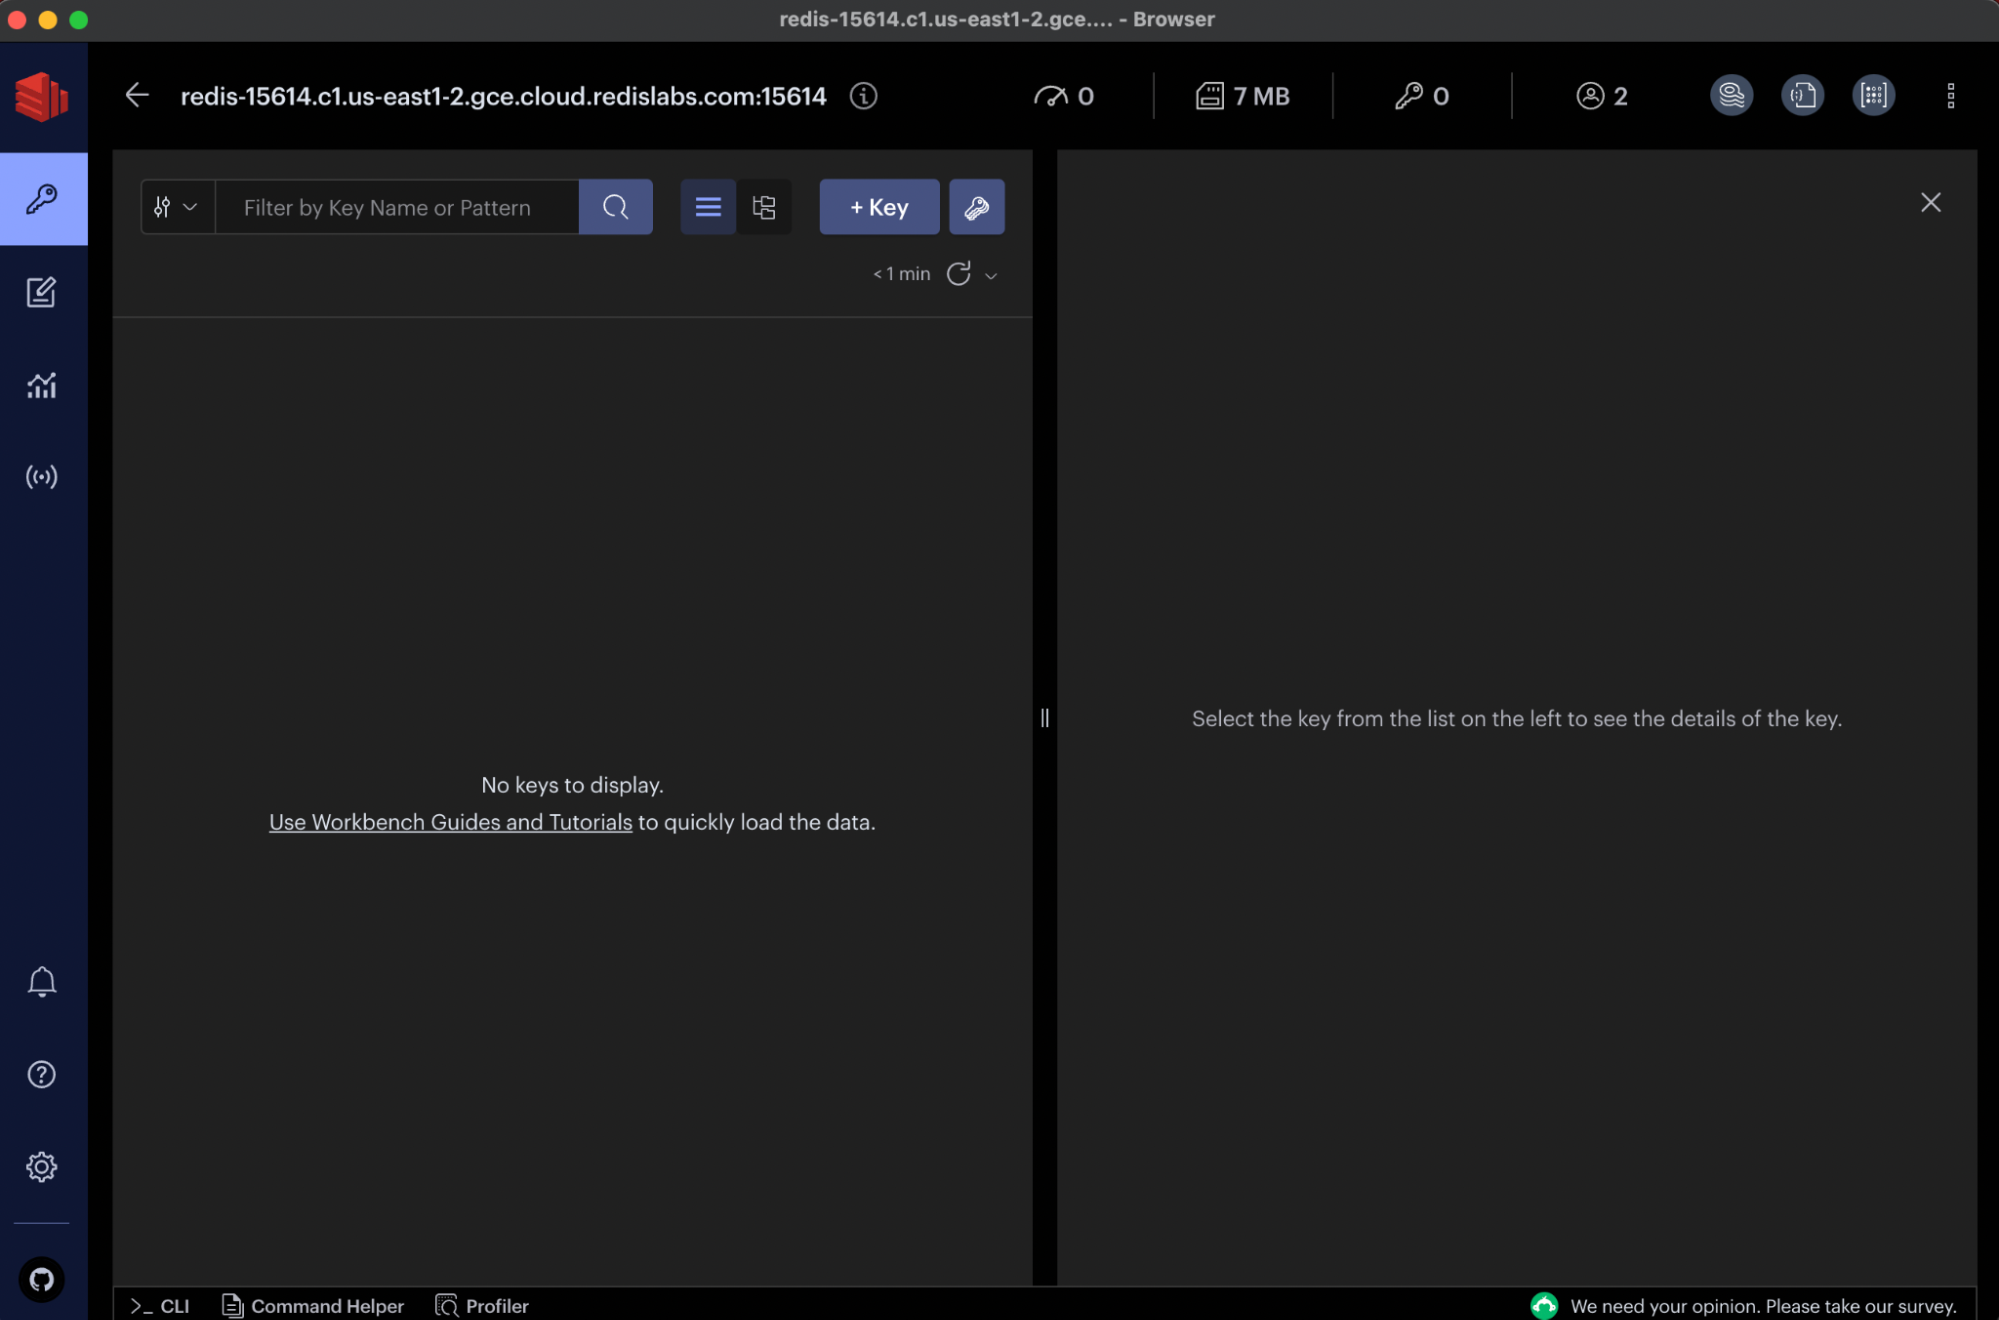 redis-15614.c1.us-east1-2.gce.... - Browser
redis-15614.c1.us-east1-2.gce.cloud.redislabs.com:15614
0
7 MB
0
2
Filter by Key Name or Pattern
+ Key
< 1 min
Select the key from the list on the left to see the details of the key.
No keys to display.
Use Workbench Guides and Tutorials to quickly load the data.
>_ CLI
Command Helper
Profiler
We need your opinion. Please take our survey.